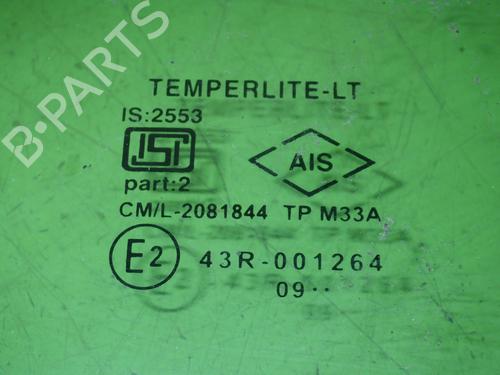 B-PARTS
TEMPERLITE-LT
IS:2553
ISI
AIS
part:2
CM/L-2081844 TP M33A
E2 43R-001264
09··